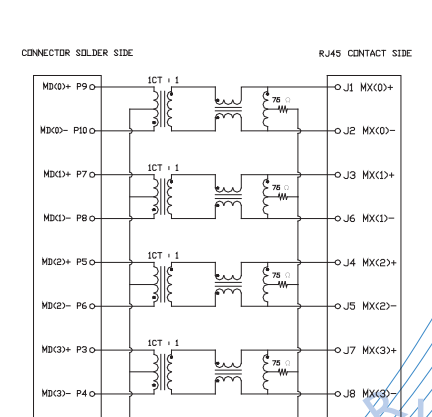 CONNECTOR SOLDER SIDE
RJ45 CONTACT SIDE
1CT : 1
MD(0)+ P9
J1 MX(0)+
75 Ω
MD(0)- P10
J2 MX(0)-
1CT : 1
MD(1)+ P7
J3 MX(1)+
75 Ω
MD(1)- P8
J6 MX(1)-
1CT : 1
MD(2)+ P5
J4 MX(2)+
75 Ω
MD(2)- P6
J5 MX(2)-
1CT : 1
MD(3)+ P3
J7 MX(3)+
75 Ω
MD(3)- P4
J8 MX(3)-